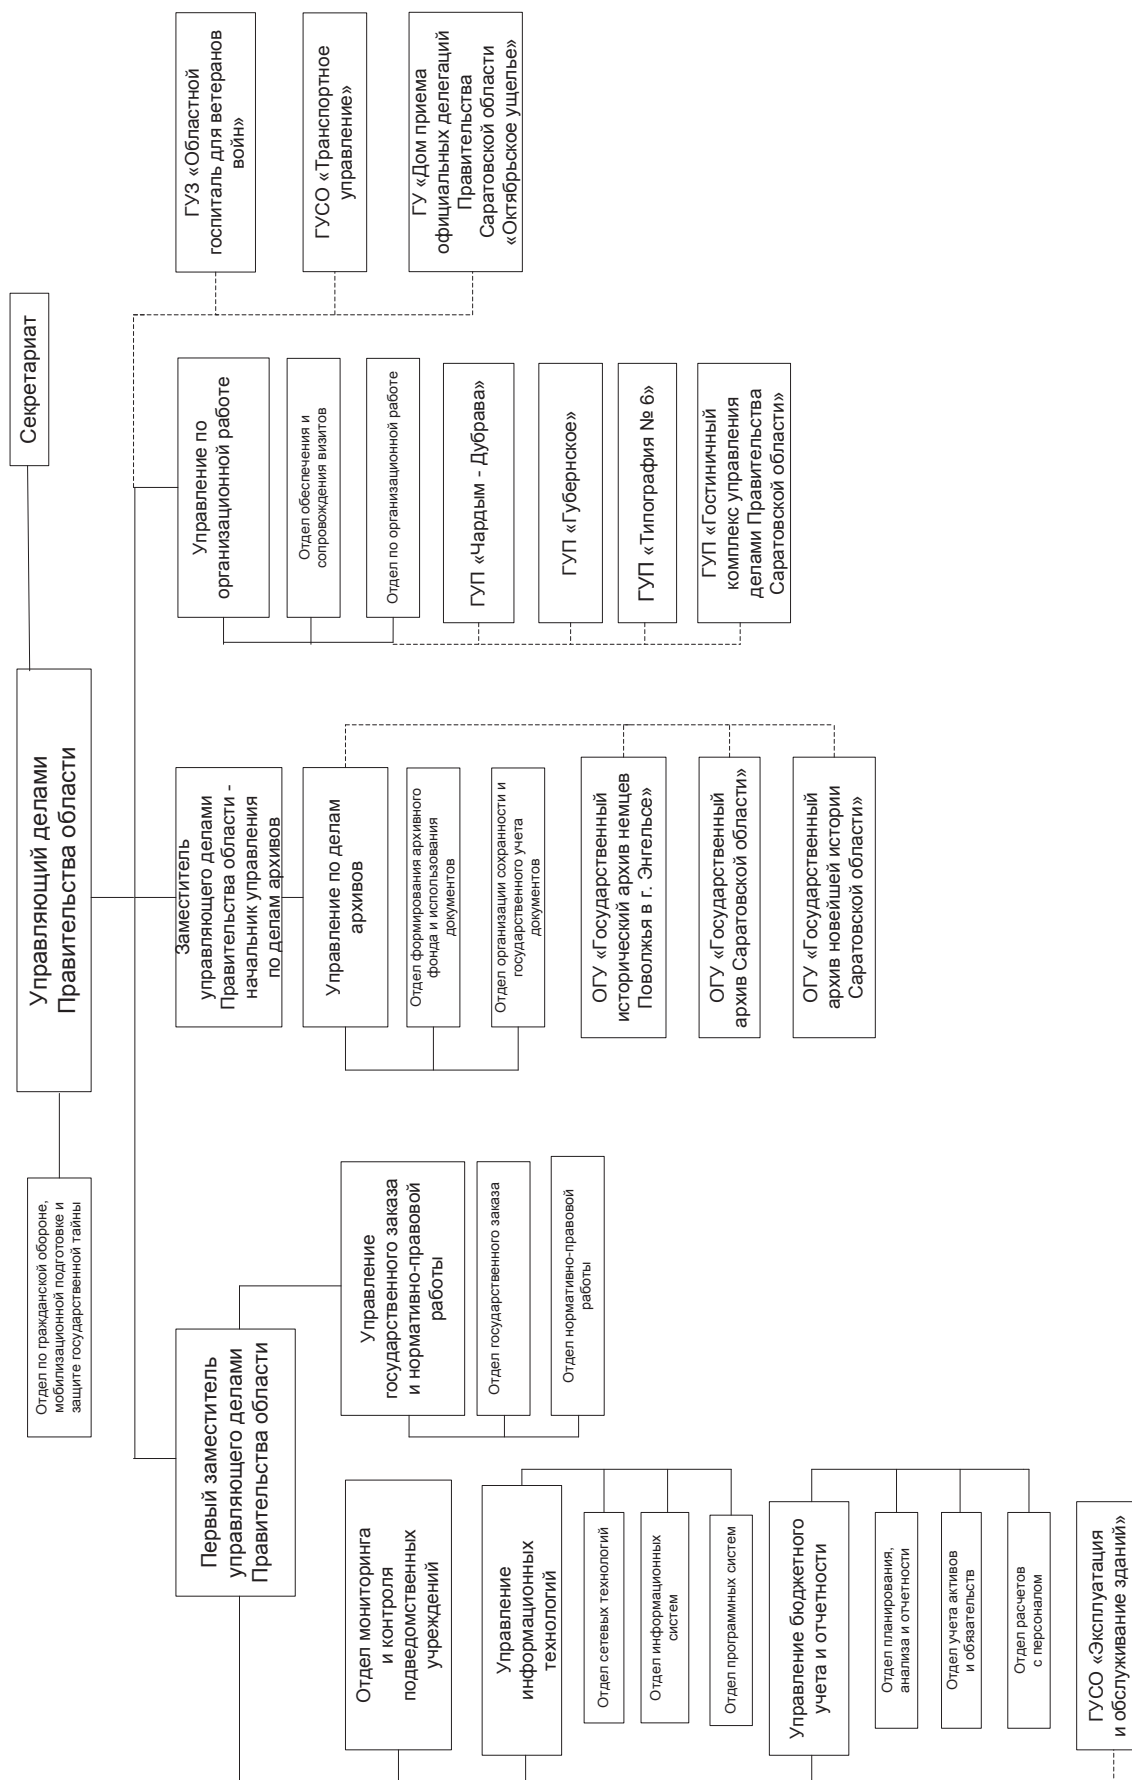 Секретариат
Управляющий делами
Правительства области
Отдел по гражданской обороне,
мобилизационной подготовке и
защите государственной тайны
Первый заместитель
управляющего делами
Правительства области
Отдел мониторинга
и контроля
подведомственных
учреждений
Управление
информационных
технологий
Отдел сетевых технологий
Отдел информационных
систем
Отдел программных систем
Управление бюджетного
учета и отчетности
Отдел планирования,
анализа и отчетности
Отдел учета активов
и обязательств
Отдел расчетов
с персоналом
ГУСО «Эксплуатация
и обслуживание зданий»
Управление
государственного заказа
и нормативно-правовой
работы
Отдел государственного заказа
Отдел нормативно-правовой
работы
Заместитель
управляющего делами
Правительства области -
начальник управления
по делам архивов
Управление по делам
архивов
Отдел формирования архивного
фонда и использования
документов
Отдел организации сохранности и
государственного учета
документов
ОГУ «Государственный
исторический архив немцев
Поволжья в г. Энгельсе»
ОГУ «Государственный
архив Саратовской области»
ОГУ «Государственный
архив новейшей истории
Саратовской области»
Управление по
организационной работе
Отдел обеспечения и
сопровождения визитов
Отдел по организационной работе
ГУП «Чардым - Дубрава»
ГУП «Губернское»
ГУП «Типография № 6»
ГУП «Гостиничный
комплекс управления
делами Правительства
Саратовской области»
ГУЗ «Областной
госпиталь для ветеранов
войн»
ГУСО «Транспортное
управление»
ГУ «Дом приема
официальных делегаций
Правительства
Саратовской области
«Октябрьское ущелье»